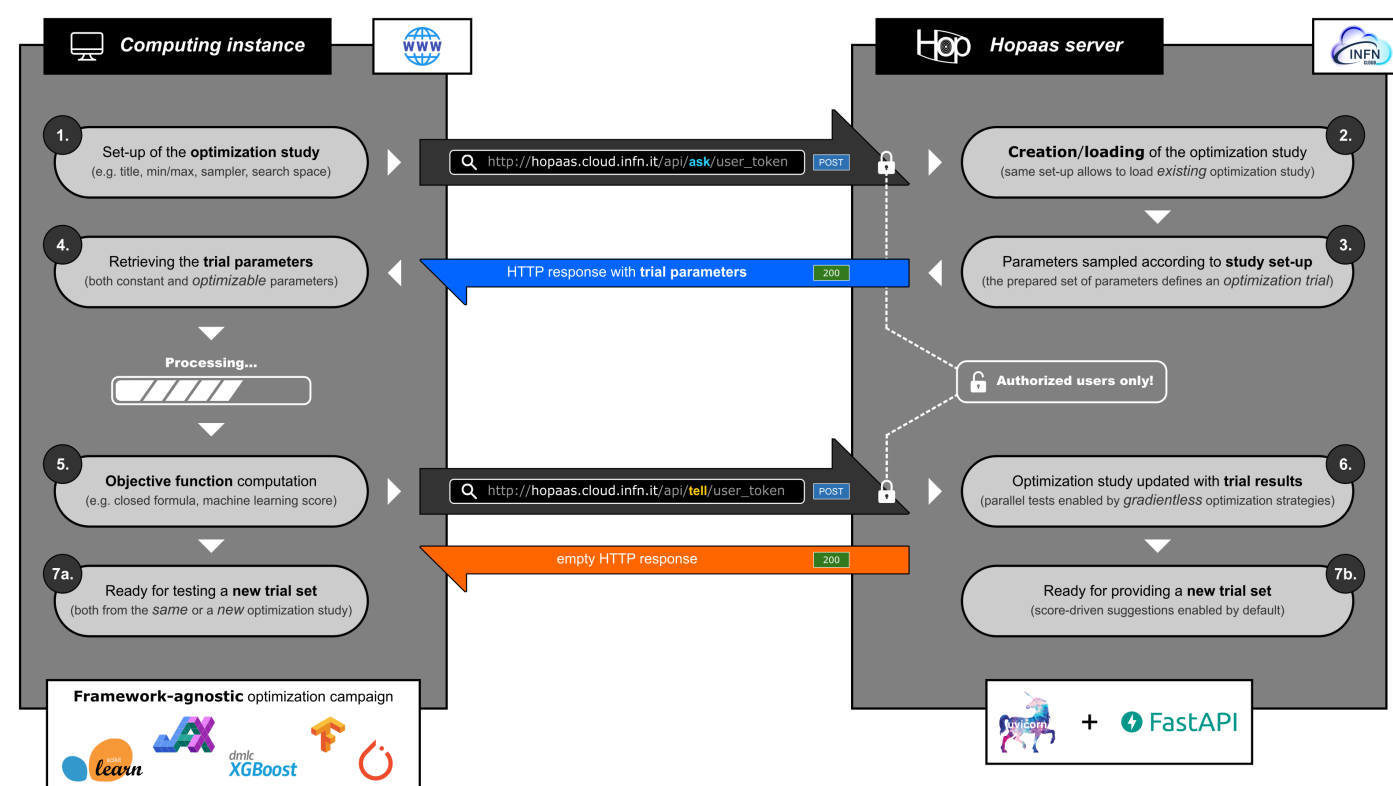 Computing instance
WWW
Hop
Hopaas server
INFN
CLOUD
1.
Set-up of the optimization study
(e.g. title, min/max, sampler, search space)
http://hopaas.cloud.infn.it/api/ask/user_token
POST
2.
Creation/loading of the optimization study
(same set-up allows to load existing optimization study)
4.
Retrieving the trial parameters
(both constant and optimizable parameters)
HTTP response with trial parameters
200
3.
Parameters sampled according to study set-up
(the prepared set of parameters defines an optimization trial)
Processing...
Authorized users only!
5.
Objective function computation
(e.g. closed formula, machine learning score)
http://hopaas.cloud.infn.it/api/tell/user_token
POST
6.
Optimization study updated with trial results
(parallel tests enabled by gradientless optimization strategies)
empty HTTP response
200
7a.
Ready for testing a new trial set
(both from the same or a new optimization study)
7b.
Ready for providing a new trial set
(score-driven suggestions enabled by default)
Framework-agnostic optimization campaign
scikit
learn
JAX
dmlc
XGBoost
uvicorn
+
FastAPI